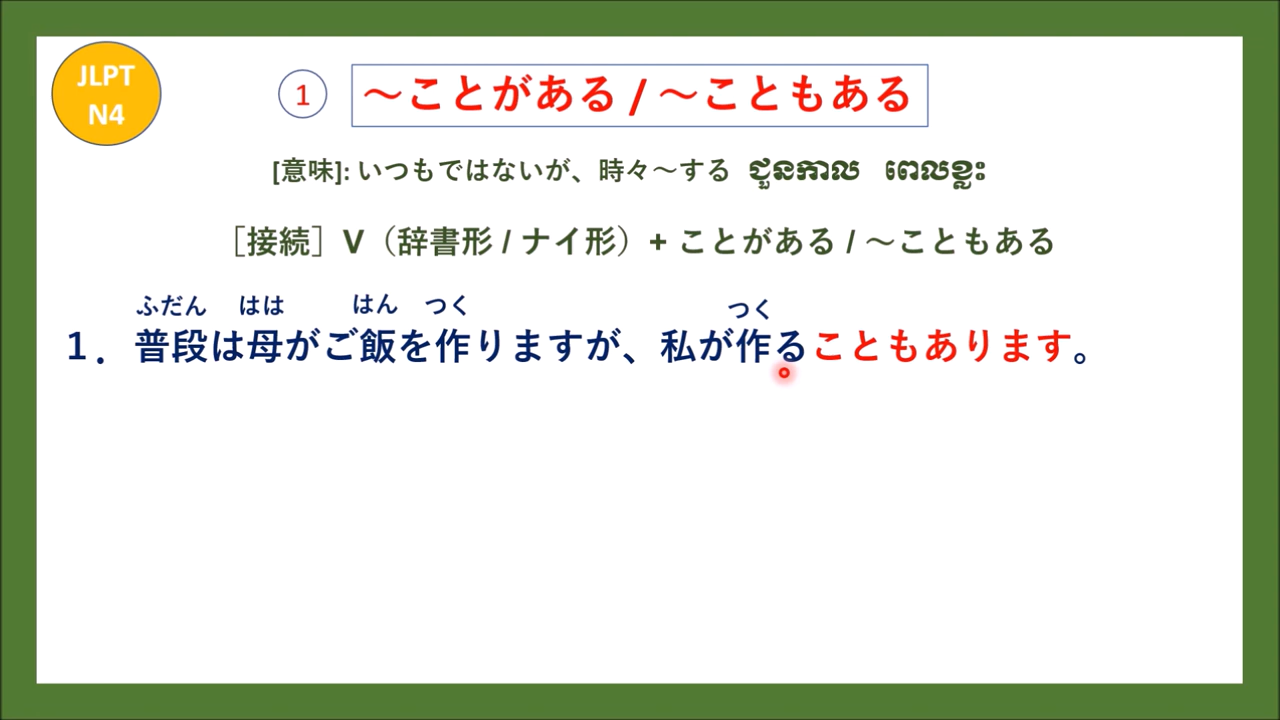 JLPT
N4
① ～ことがある / ～こともある
[意味]: いつもではないが、時々～する ជួនកាល ពេលខ្លះ
［接続］V（辞書形 / ナイ形）+ ことがある / ～こともある
ふだん はは はん つく つく
1．普段は母がご飯を作りますが、私が作ることもあります。